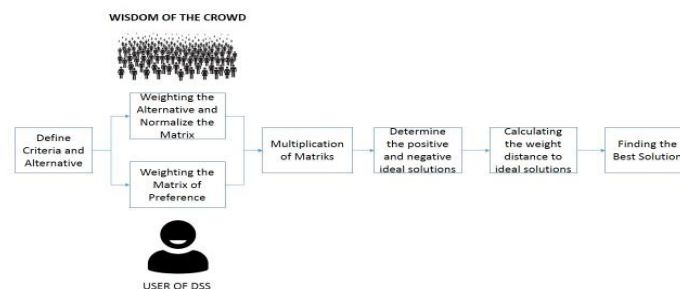 WISDOM OF THE CROWD
Weighting the
Alternative and
Normalize the
Matrix
Define
Criteria and
Alternative
Weighting the
Matrix of
Preference
Multiplication
of Matriks
Determine
the positive
and negative
ideal solutions
Calculating
the weight
distance to
ideal solutions
Finding the
Best Solution
USER OF DSS